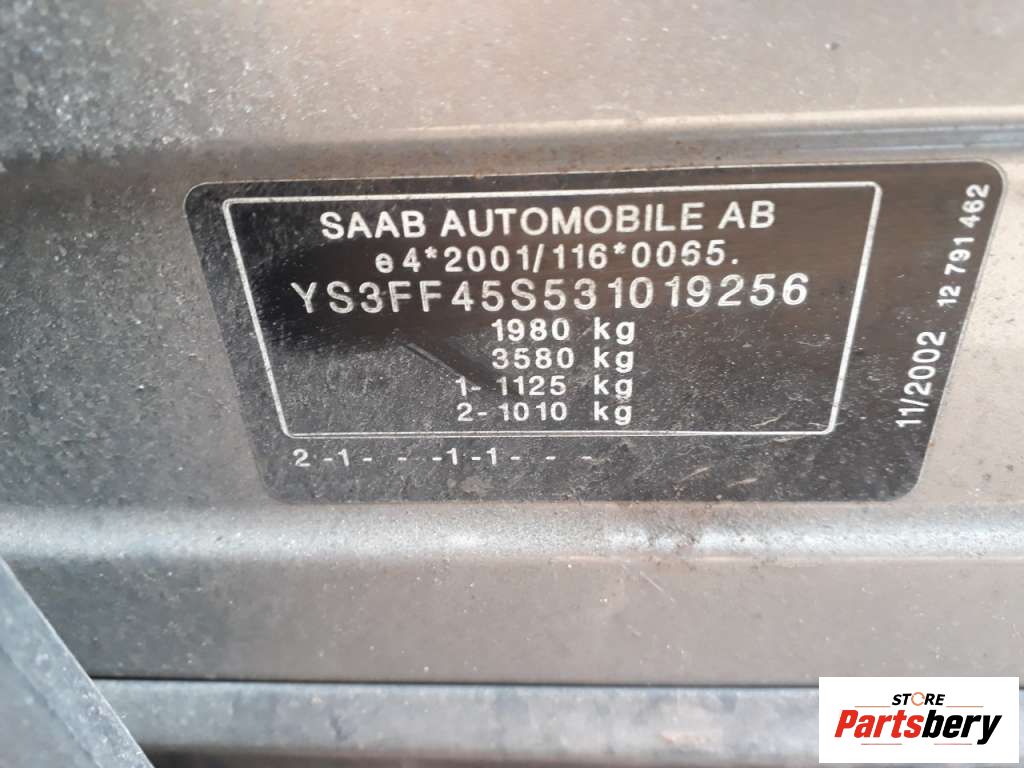 SAAB AUTOMOBILE AB
e4*2001/116*0065.
YS3FF45S531019256
1980 kg
3580 kg
1- 1125 kg
2- 1010 kg
2 -1- - -1 -1- - -
11/2002 12 791 462
STORE
Partsbery